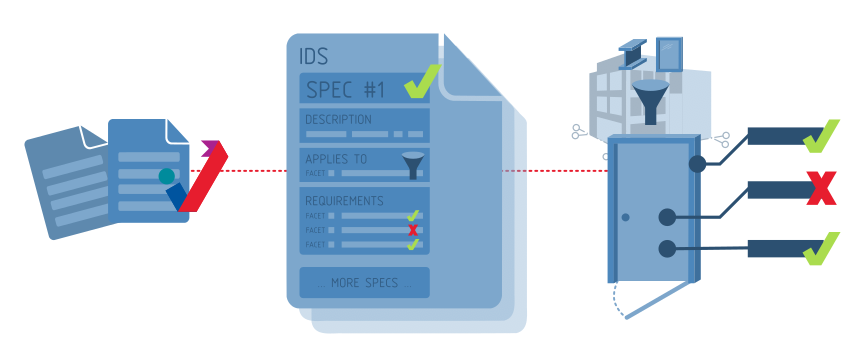 IDS
SPEC #1
DESCRIPTION
APPLIES TO
FACET
REQUIREMENTS
FACET
FACET
FACET
... MORE SPECS ...